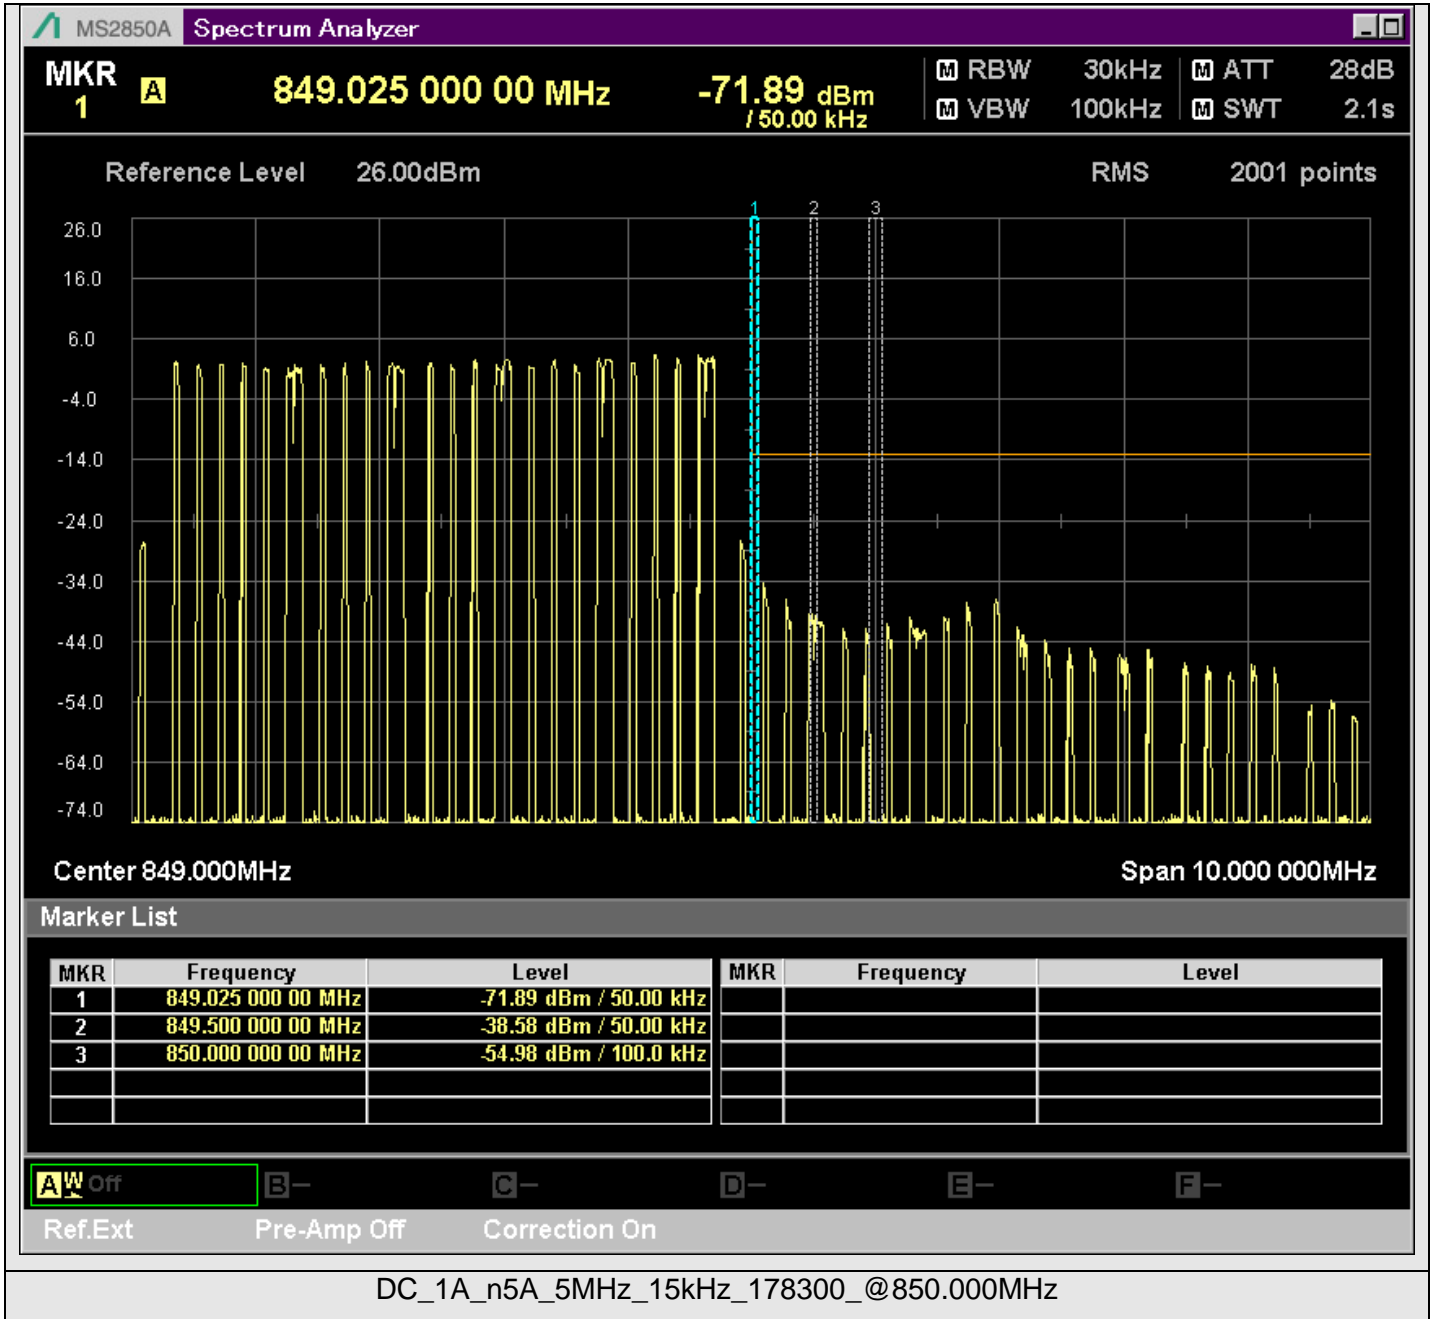 MS2850A Spectrum Analyzer
MKR 1 A 849.025 000 00 MHz -71.89 dBm / 50.00 kHz
M RBW 30kHz M ATT 28dB
M VBW 100kHz M SWT 2.1s
Reference Level 26.00dBm RMS 2001 points
1 2 3
26.0
16.0
6.0
-4.0
-14.0
-24.0
-34.0
-44.0
-54.0
-64.0
-74.0
Center 849.000MHz Span 10.000 000MHz
Marker List
MKR Frequency Level MKR Frequency Level
1 849.025 000 00 MHz -71.89 dBm / 50.00 kHz
2 849.500 000 00 MHz -38.58 dBm / 50.00 kHz
3 850.000 000 00 MHz -54.98 dBm / 100.0 kHz
A W Off B – C – D – E – F –
Ref.Ext Pre-Amp Off Correction On
DC_1A_n5A_5MHz_15kHz_178300_@850.000MHz